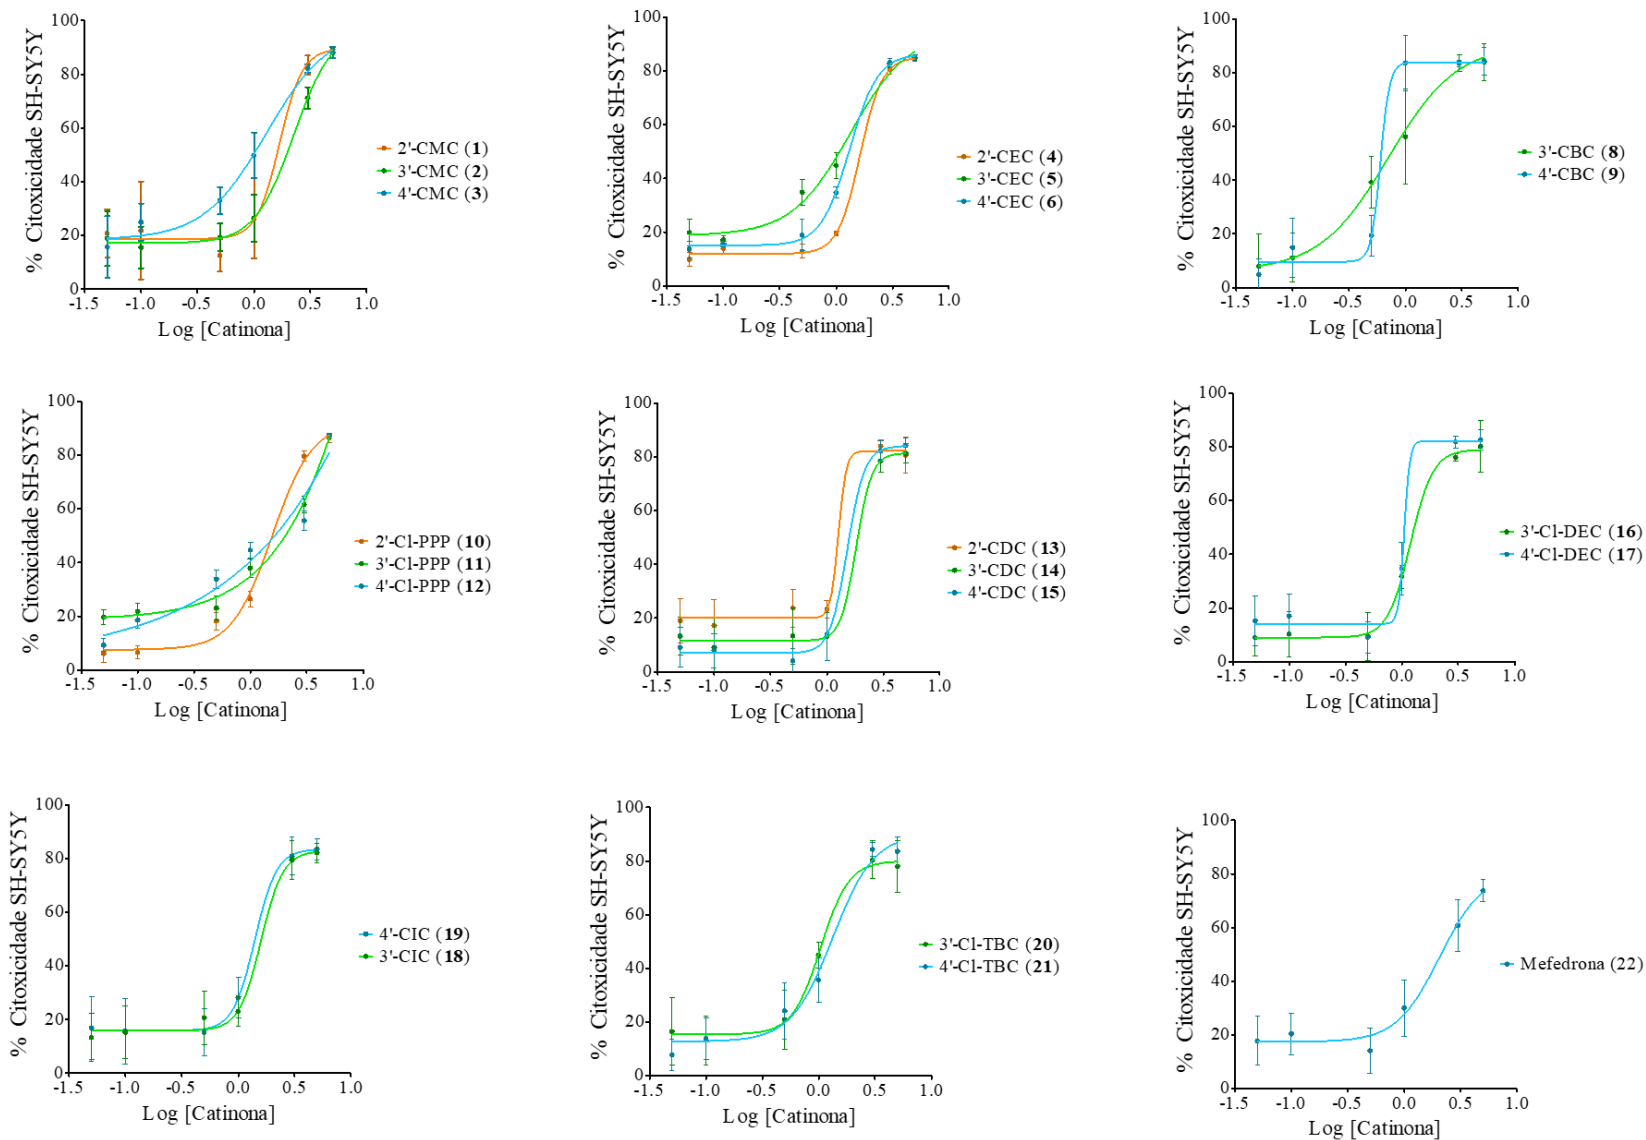 % Citoxicidade SH-SY5Y
100
80
60
40
20
0
-1.5 -1.0 -0.5 0.0 0.5 1.0
Log [Catinona]
2'-CMC (1)
3'-CMC (2)
4'-CMC (3)
% Citoxicidade SH-SY5Y
100
80
60
40
20
0
-1.5 -1.0 -0.5 0.0 0.5 1.0
Log [Catinona]
2'-CEC (4)
3'-CEC (5)
4'-CEC (6)
% Citoxicidade SH-SY5Y
100
80
60
40
20
0
-1.5 -1.0 -0.5 0.0 0.5 1.0
Log [Catinona]
3'-CBC (8)
4'-CBC (9)
% Citoxicidade SH-SY5Y
100
80
60
40
20
0
-1.5 -1.0 -0.5 0.0 0.5 1.0
Log [Catinona]
2'-Cl-PPP (10)
3'-Cl-PPP (11)
4'-Cl-PPP (12)
% Citoxicidade SH-SY5Y
100
80
60
40
20
0
-1.5 -1.0 -0.5 0.0 0.5 1.0
Log [Catinona]
2'-CDC (13)
3'-CDC (14)
4'-CDC (15)
% Citoxicidade SH-SY5Y
100
80
60
40
20
0
-1.5 -1.0 -0.5 0.0 0.5 1.0
Log [Catinona]
3'-Cl-DEC (16)
4'-Cl-DEC (17)
% Citoxicidade SH-SY5Y
100
80
60
40
20
0
-1.5 -1.0 -0.5 0.0 0.5 1.0
Log [Catinona]
4'-CIC (19)
3'-CIC (18)
% Citoxicidade SH-SY5Y
100
80
60
40
20
0
-1.5 -1.0 -0.5 0.0 0.5 1.0
Log [Catinona]
3'-Cl-TBC (20)
4'-Cl-TBC (21)
% Citoxicidade SH-SY5Y
100
80
60
40
20
0
-1.5 -1.0 -0.5 0.0 0.5 1.0
Log [Catinona]
Mefedrona (22)